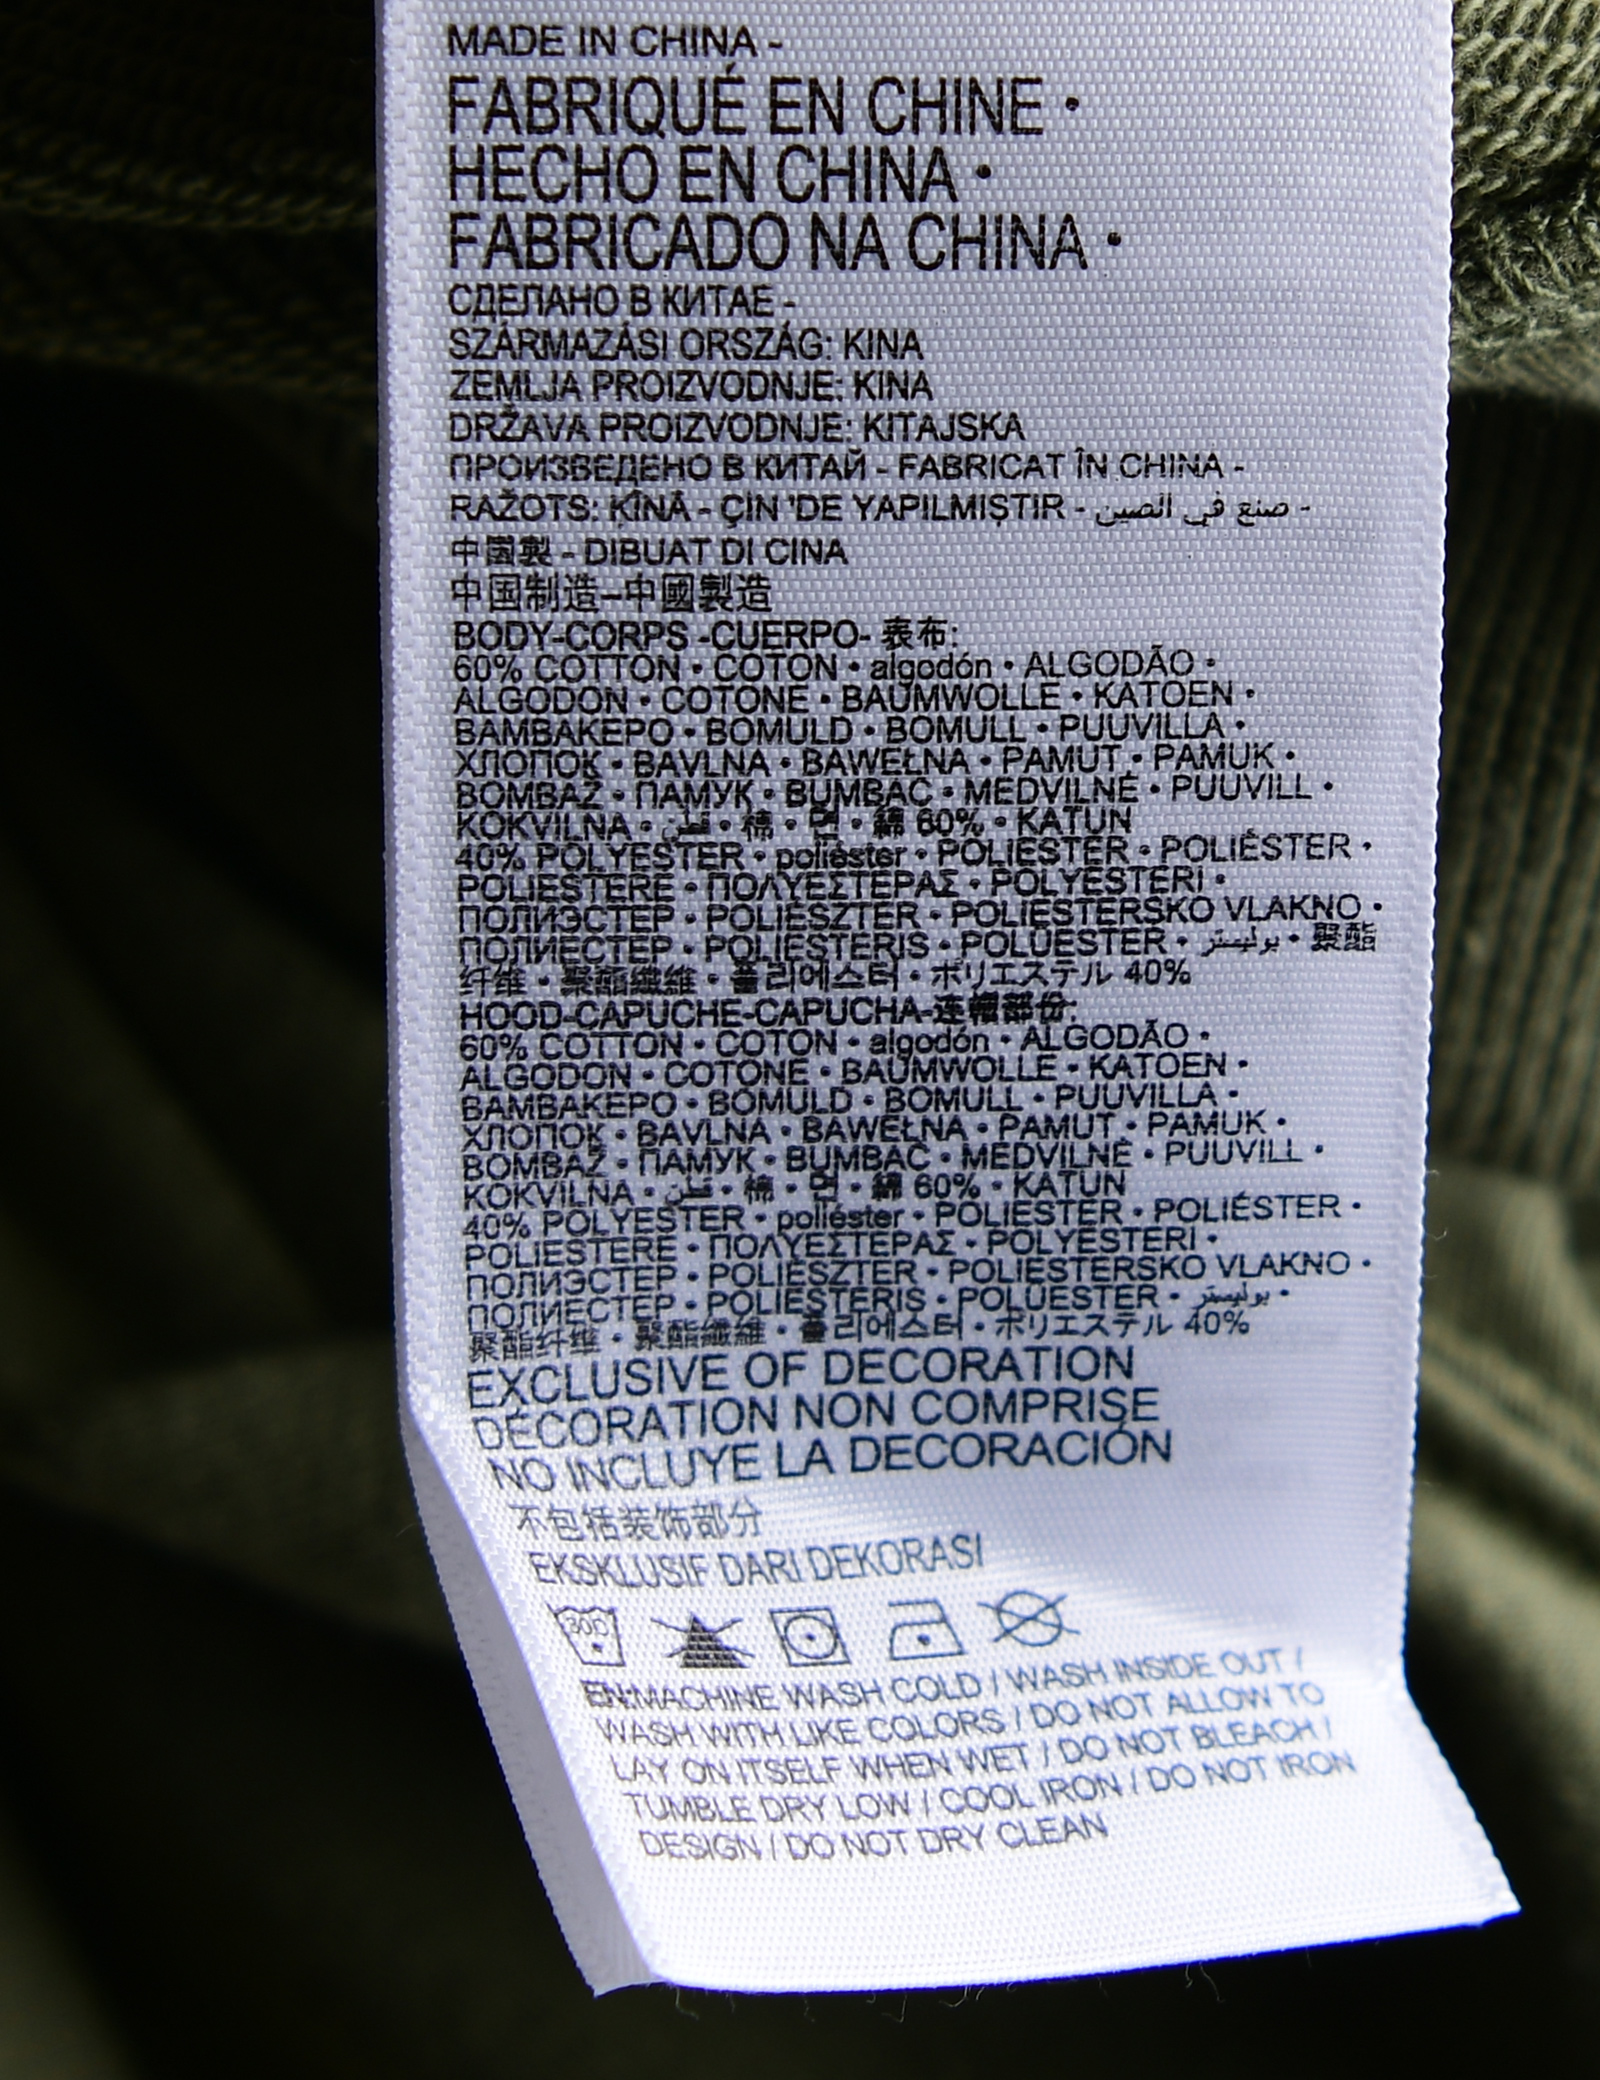 MADE IN CHINA -
FABRIQUÉ EN CHINE •
HECHO EN CHINA •
FABRICADO NA CHINA •
СДЕЛАНО В КИТАЕ -
SZÁRMAZÁSI ORSZÁG: KINA
ZEMLJA PROIZVODNJE: KINA
DRŽAVA PROIZVODNJE: KITAJSKA
ПРОИЗВЕДЕНО В КИТАЙ - FABRICAT ÎN CHINA -
RAŽOTS: ĶĪNĀ - ÇIN 'DE YAPILMIŞTIR - صنع في الصين -
中國製 - DIBUAT DI CINA
中国制造–中國製造
BODY-CORPS -CUERPO- 表布:
60% COTTON • COTON • algodón • ALGODÃO •
ALGODON • COTONE • BAUMWOLLE • KATOEN •
BAMBAKEPO • BOMULD • BOMULL • PUUVILLA •
ХЛОПОК • BAVLNA • BAWEŁNA • PAMUT • PAMUK •
BOMBAŽ • ПАМУК • BUMBAC • MEDVILNĖ • PUUVILL •
KOKVILNA • قطن • 棉 • 면 • 綿 60% • KATUN
40% POLYESTER • poliéster • POLIESTER • POLIÉSTER •
POLIESTERE • ΠΟΛΥΕΣΤΕΡΑΣ • POLYESTERI •
ПОЛИЭСТЕР • POLIÉSZTER • POLIESTERSKO VLAKNO •
ПОЛИЕСТЕР • POLIESTERIS • POLÜESTER • بوليستر • 聚酯
纤维 • 聚酯纖維 • 폴리에스터 • ポリエステル 40%
HOOD-CAPUCHE-CAPUCHA-连帽部份:
60% COTTON • COTON • algodón • ALGODÃO •
ALGODON • COTONE • BAUMWOLLE • KATOEN •
BAMBAKEPO • BOMULD • BOMULL • PUUVILLA •
ХЛОПОК • BAVLNA • BAWEŁNA • PAMUT • PAMUK •
BOMBAŽ • ПАМУК • BUMBAC • MEDVILNĖ • PUUVILL •
KOKVILNA • قطن • 棉 • 면 • 綿 60% • KATUN
40% POLYESTER • poliéster • POLIESTER • POLIÉSTER •
POLIESTERE • ΠΟΛΥΕΣΤΕΡΑΣ • POLYESTERI •
ПОЛИЭСТЕР • POLIÉSZTER • POLIESTERSKO VLAKNO •
ПОЛИЕСТЕР • POLIESTERIS • POLÜESTER • بوليستر •
聚酯纤维 • 聚酯纖維 • 폴리에스터 • ポリエステル 40%
EXCLUSIVE OF DECORATION
DÉCORATION NON COMPRISE
NO INCLUYE LA DECORACIÓN
不包括装饰部分
EKSKLUSIF DARI DEKORASI
30C
EN:MACHINE WASH COLD / WASH INSIDE OUT /
WASH WITH LIKE COLORS / DO NOT ALLOW TO
LAY ON ITSELF WHEN WET / DO NOT BLEACH /
TUMBLE DRY LOW / COOL IRON / DO NOT IRON
DESIGN / DO NOT DRY CLEAN